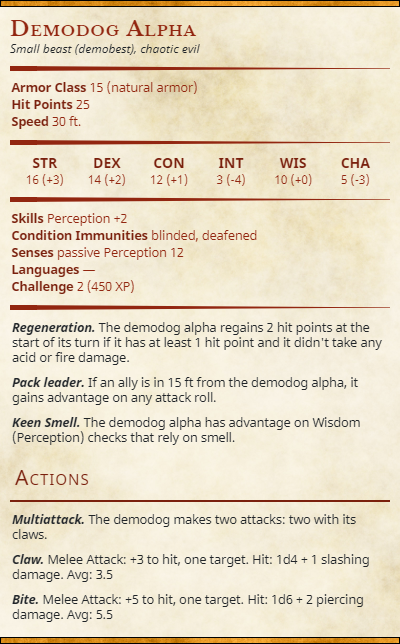 Demodog Alpha
Small beast (demobest), chaotic evil
Armor Class 15 (natural armor)
Hit Points 25
Speed 30 ft.
STR DEX CON INT WIS CHA
16 (+3) 14 (+2) 12 (+1) 3 (-4) 10 (+0) 5 (-3)
Skills Perception +2
Condition Immunities blinded, deafened
Senses passive Perception 12
Languages —
Challenge 2 (450 XP)
Regeneration. The demodog alpha regains 2 hit points at the
start of its turn if it has at least 1 hit point and it didn't take any
acid or fire damage.
Pack leader. If an ally is in 15 ft from the demodog alpha, it
gains advantage on any attack roll.
Keen Smell. The demodog alpha has advantage on Wisdom
(Perception) checks that rely on smell.
Actions
Multiattack. The demodog makes two attacks: two with its
claws.
Claw. Melee Attack: +3 to hit, one target. Hit: 1d4 + 1 slashing
damage. Avg: 3.5
Bite. Melee Attack: +5 to hit, one target. Hit: 1d6 + 2 piercing
damage. Avg: 5.5